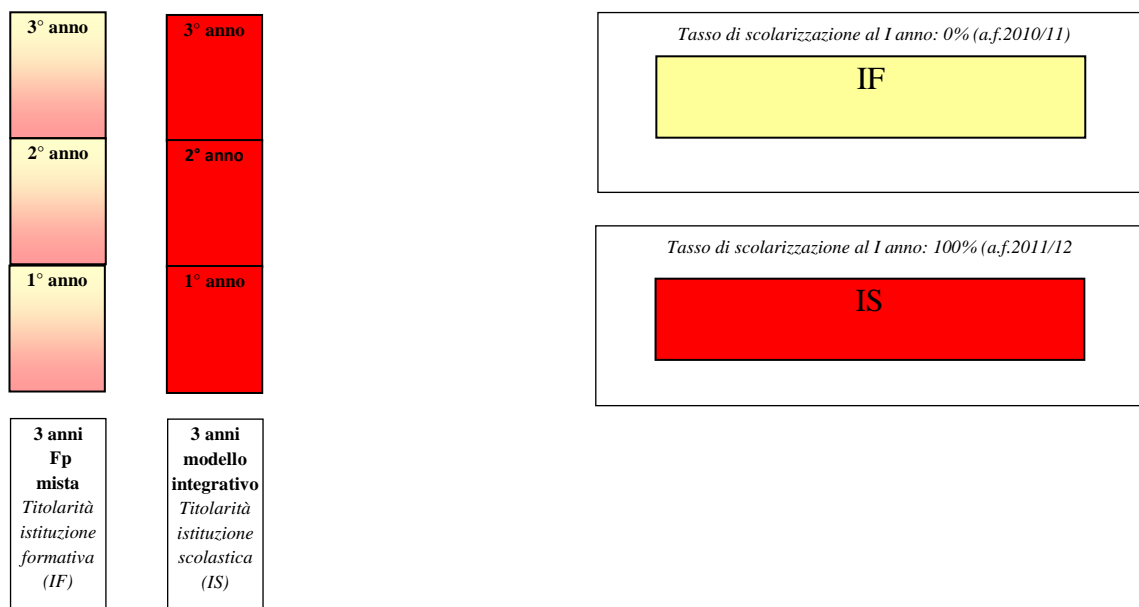 3° anno
2° anno
1° anno
3 anni
Fp
mista
Titolarità
istituzione
formativa
(IF)
3° anno
2° anno
1° anno
3 anni
modello
integrativo
Titolarità
istituzione
scolastica
(IS)
Tasso di scolarizzazione al I anno: 0% (a.f.2010/11)
IF
Tasso di scolarizzazione al I anno: 100% (a.f.2011/12
IS